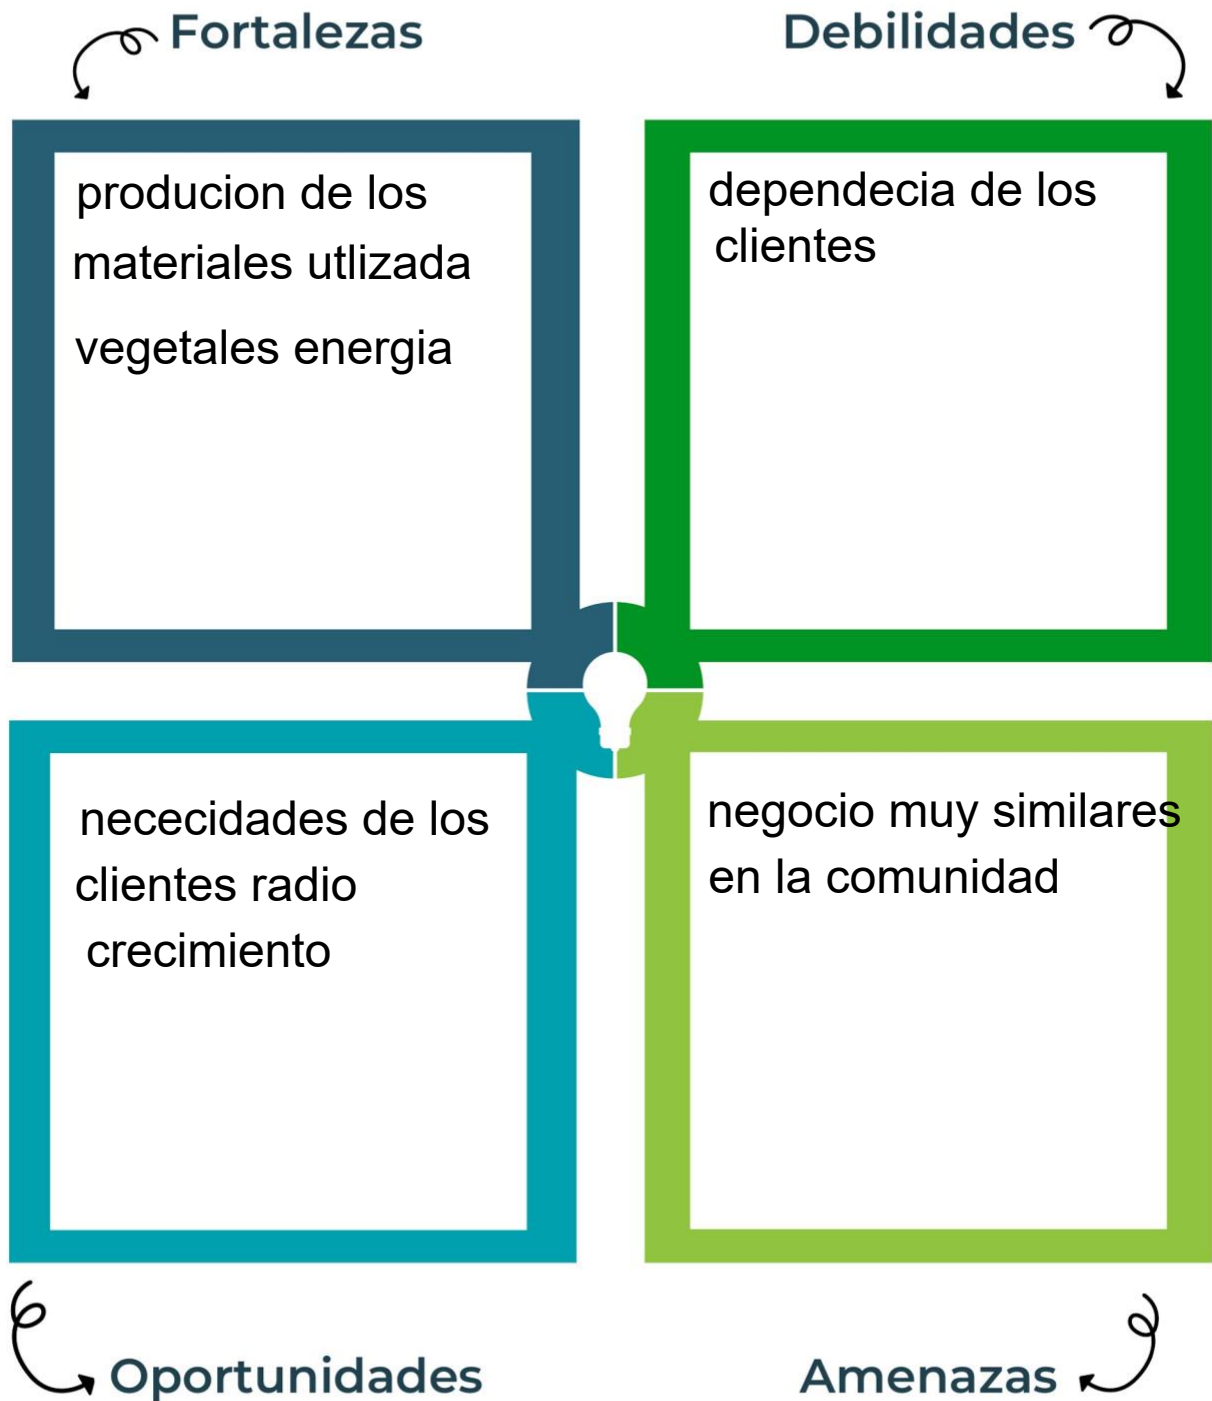 Fortalezas
producion de los
materiales utlizada
vegetales energia
Debilidades
dependecia de los
clientes
nececidades de los
clientes radio
crecimiento
Oportunidades
negocio muy similares
en la comunidad
Amenazas